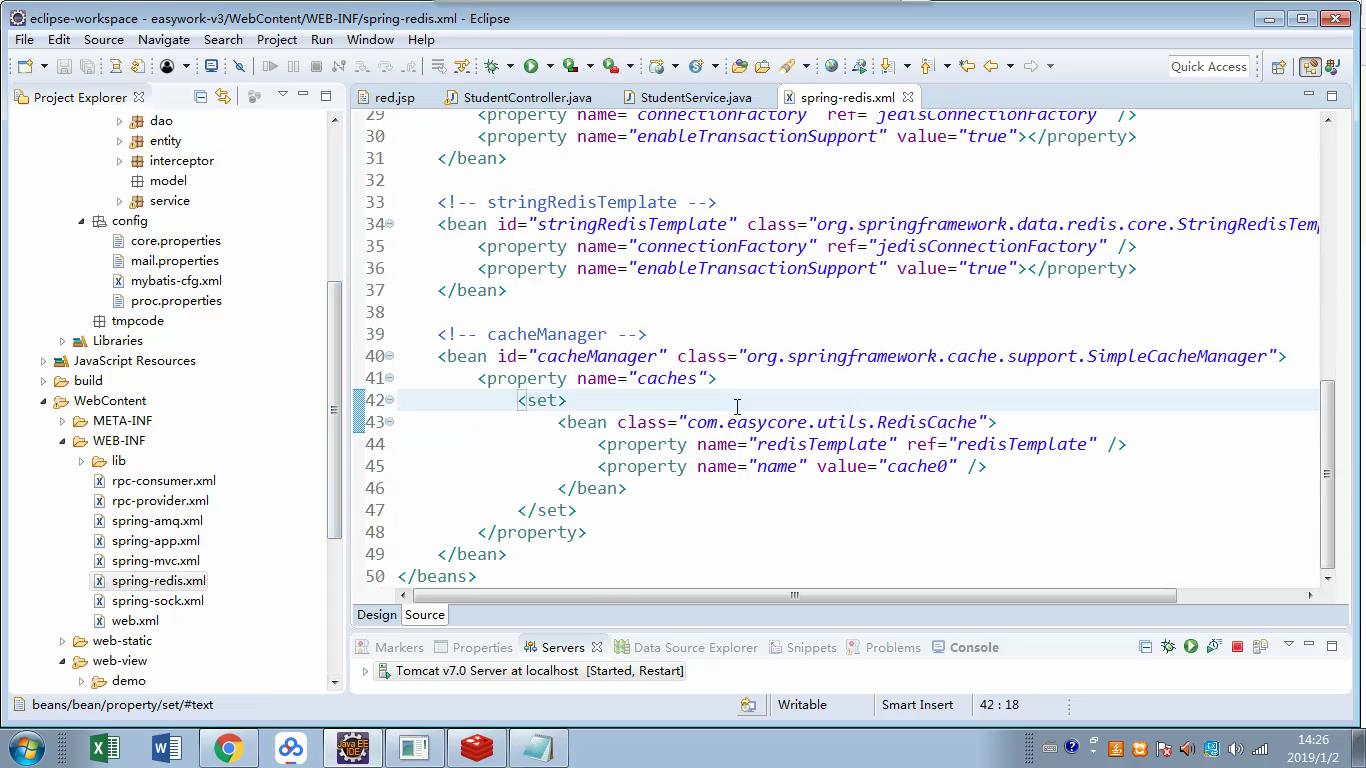 eclipse-workspace - easywork-v3/WebContent/WEB-INF/spring-redis.xml - Eclipse
File Edit Source Navigate Search Project Run Window Help
Quick Access
Project Explorer
dao
entity
interceptor
model
service
config
core.properties
mail.properties
mybatis-cfg.xml
proc.properties
tmpcode
Libraries
JavaScript Resources
build
WebContent
META-INF
WEB-INF
lib
rpc-consumer.xml
rpc-provider.xml
spring-amq.xml
spring-app.xml
spring-mvc.xml
spring-redis.xml
spring-sock.xml
web.xml
web-static
web-view
demo
red.jsp StudentController.java StudentService.java spring-redis.xml
29 <property name="connectionFactory" ref="jedisConnectionFactory" />
30 <property name="enableTransactionSupport" value="true"></property>
31 </bean>
32
33 <!-- stringRedisTemplate -->
34 <bean id="stringRedisTemplate" class="org.springframework.data.redis.core.StringRedisTemp
35 <property name="connectionFactory" ref="jedisConnectionFactory" />
36 <property name="enableTransactionSupport" value="true"></property>
37 </bean>
38
39 <!-- cacheManager -->
40 <bean id="cacheManager" class="org.springframework.cache.support.SimpleCacheManager">
41 <property name="caches">
42 <set>
43 <bean class="com.easycore.utils.RedisCache">
44 <property name="redisTemplate" ref="redisTemplate" />
45 <property name="name" value="cache0" />
46 </bean>
47 </set>
48 </property>
49 </bean>
50 </beans>
Design Source
Markers Properties Servers Data Source Explorer Snippets Problems Console
Tomcat v7.0 Server at localhost [Started, Restart]
beans/bean/property/set/#text Writable Smart Insert 42 : 18
14:26
2019/1/2